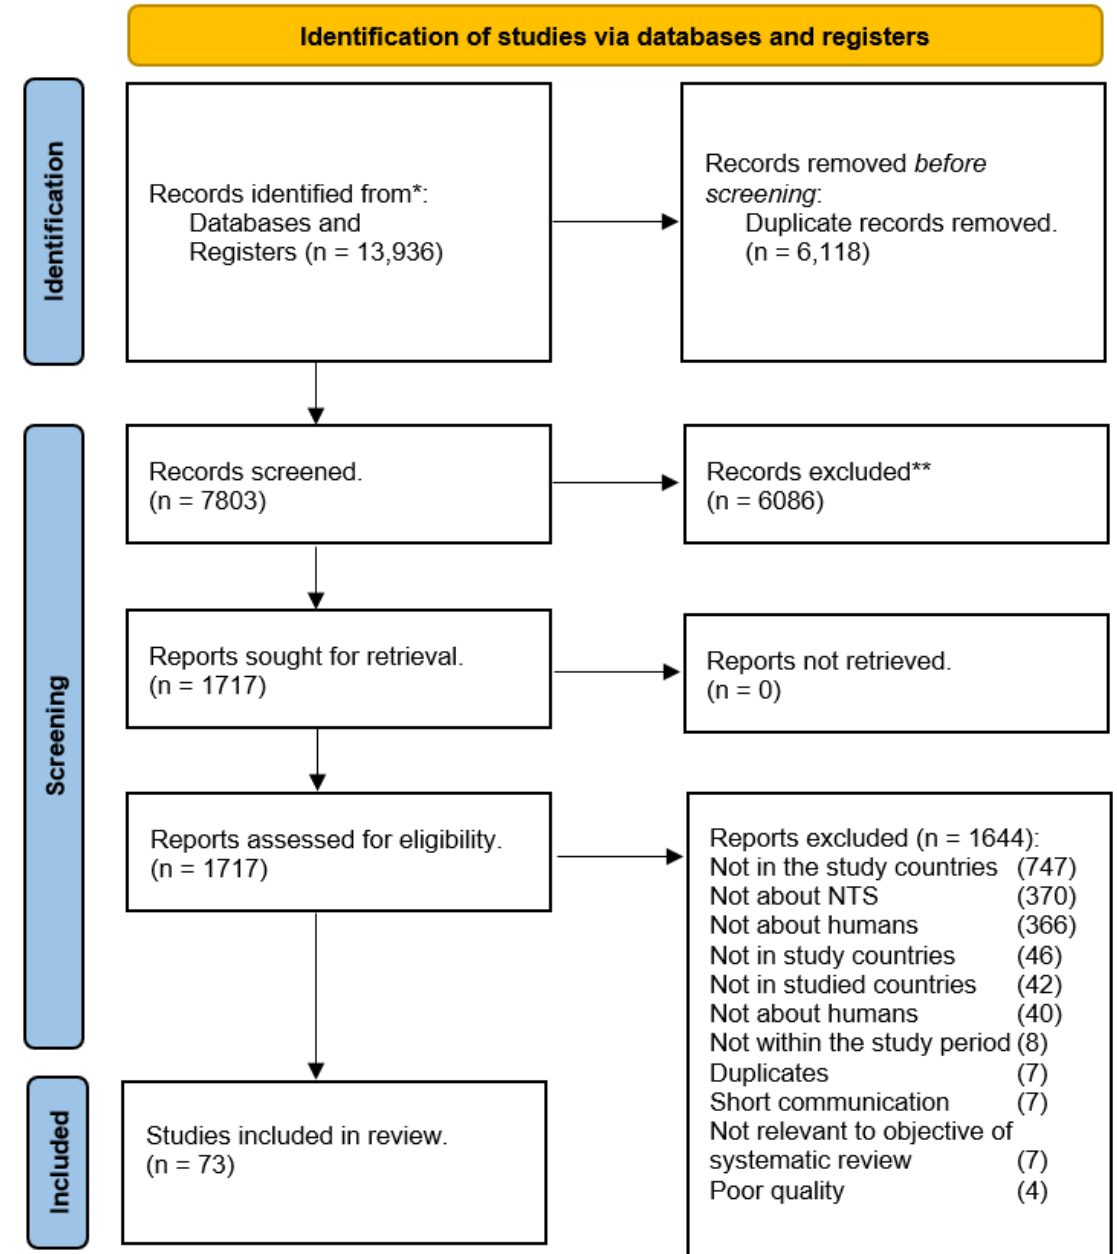 Identification of studies via databases and registers
Identification
Records identified from*:
Databases and
Registers (n = 13,936)
Records removed before
screening:
Duplicate records removed.
(n = 6,118)
Screening
Records screened.
(n = 7803)
Records excluded**
(n = 6086)
Reports sought for retrieval.
(n = 1717)
Reports not retrieved.
(n = 0)
Reports assessed for eligibility.
(n = 1717)
Reports excluded (n = 1644):
Not in the study countries (747)
Not about NTS (370)
Not about humans (366)
Not in study countries (46)
Not in studied countries (42)
Not about humans (40)
Not within the study period (8)
Duplicates (7)
Short communication (7)
Not relevant to objective of
systematic review (7)
Poor quality (4)
Included
Studies included in review.
(n = 73)